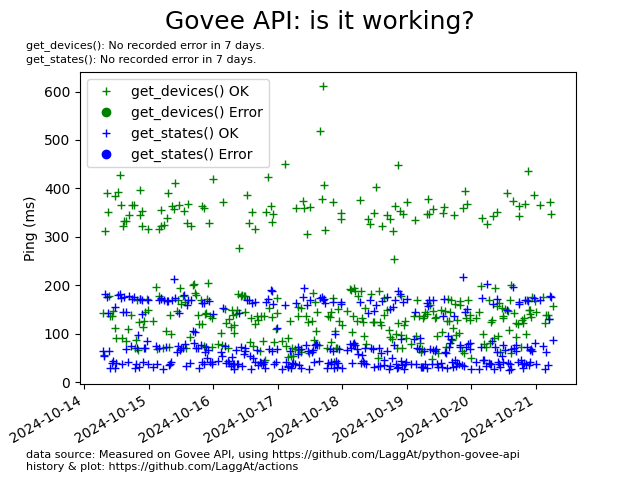 Govee API: is it working?
get_devices(): No recorded error in 7 days.
get_states(): No recorded error in 7 days.
get_devices() OK
get_devices() Error
get_states() OK
get_states() Error
Ping (ms)
600
500
400
300
200
100
0
2024-10-14
2024-10-15
2024-10-16
2024-10-17
2024-10-18
2024-10-19
2024-10-20
2024-10-21
data source: Measured on Govee API, using https://github.com/LaggAt/python-govee-api
history & plot: https://github.com/LaggAt/actions